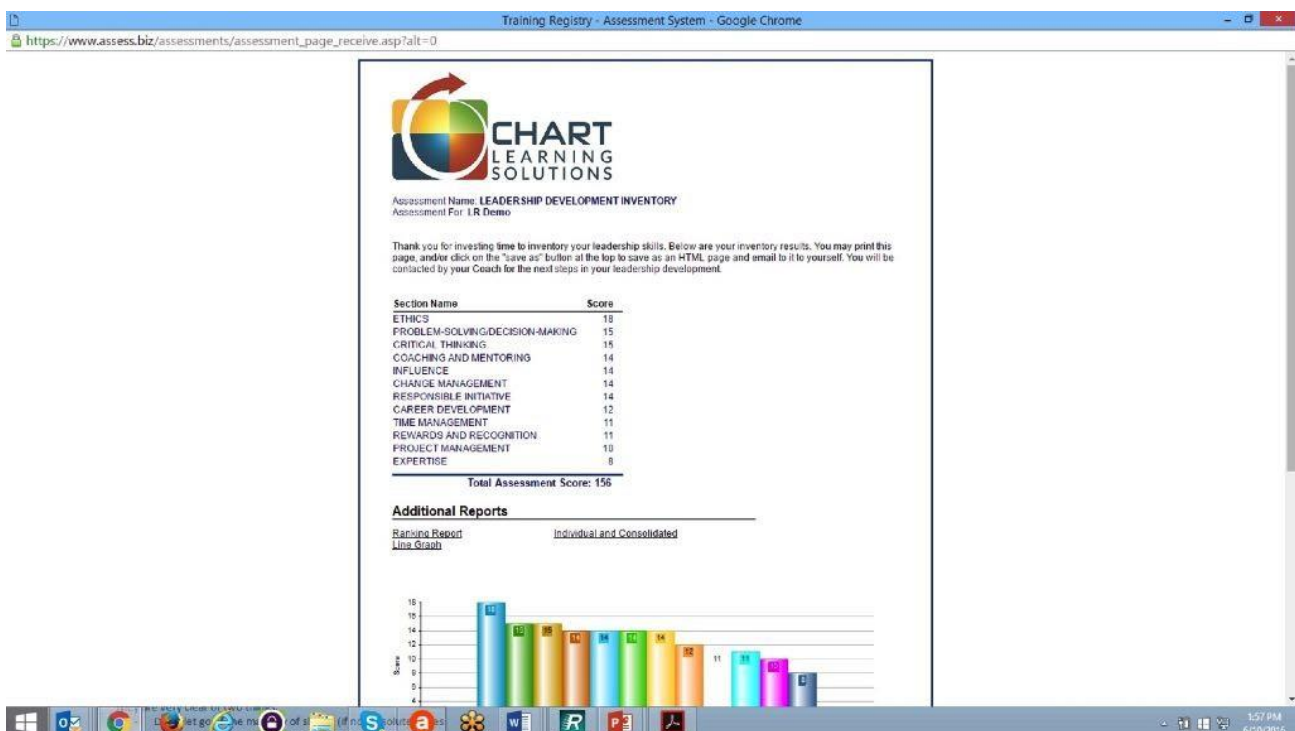 Training Registry - Assessment System - Google Chrome
https://www.assess.biz/assessments/assessment_page_receive.asp?alt=0
CHART
LEARNING
SOLUTIONS
Assessment Name: LEADERSHIP DEVELOPMENT INVENTORY
Assessment For: LR Demo
Thank you for investing time to inventory your leadership skills. Below are your inventory results. You may print this
page, and/or click on the "save as" button at the top to save as an HTML page and email to it to yourself. You will be
contacted by your Coach for the next steps in your leadership development.
Section Name Score
ETHICS 18
PROBLEM-SOLVING/DECISION-MAKING 15
CRITICAL THINKING 15
COACHING AND MENTORING 14
INFLUENCE 14
CHANGE MANAGEMENT 14
RESPONSIBLE INITIATIVE 14
CAREER DEVELOPMENT 12
TIME MANAGEMENT 11
REWARDS AND RECOGNITION 11
PROJECT MANAGEMENT 10
EXPERTISE 8
Total Assessment Score: 156
Additional Reports
Ranking Report Individual and Consolidated
Line Graph
18
18
16
15 15
14 14 14 14 14
12 12
11 11
10 10
Score
8 8
6
4
1:57 PM
6/10/2016